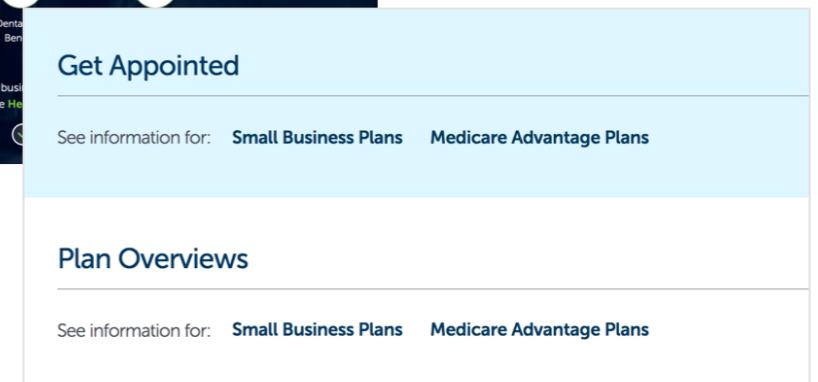 Get Appointed
See information for: Small Business Plans Medicare Advantage Plans
Plan Overviews
See information for: Small Business Plans Medicare Advantage Plans